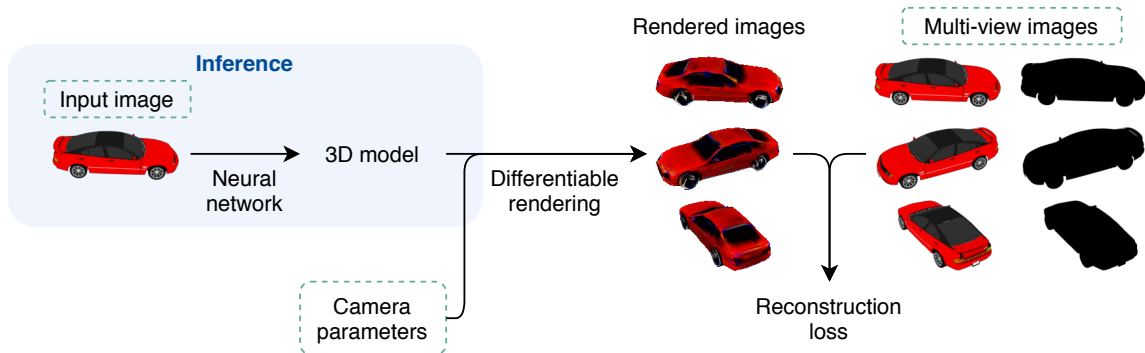 Rendered images
Multi-view images
Inference
Input image
3D model
Neural
network
Differentiable
rendering
Camera
parameters
Reconstruction
loss